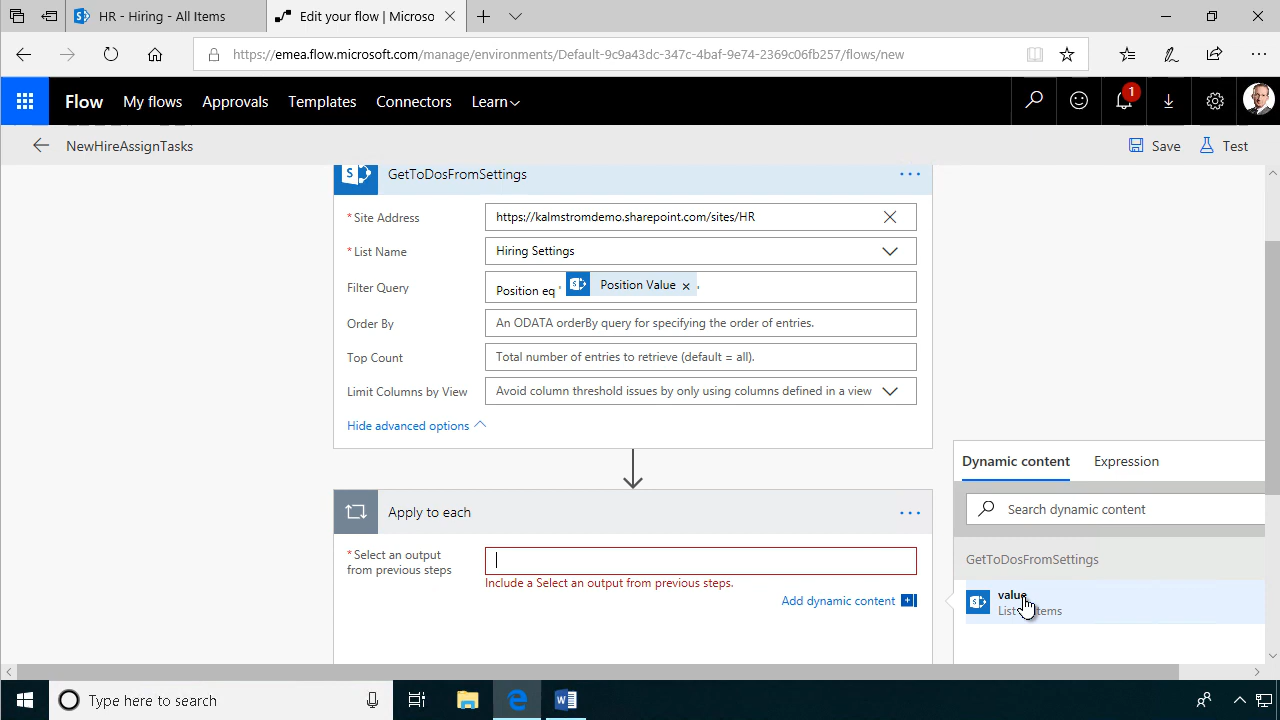 HR - Hiring - All Items
Edit your flow | Microso
https://emea.flow.microsoft.com/manage/environments/Default-9c9a43dc-347c-4baf-9e74-2369c06fb257/flows/new
Flow My flows Approvals Templates Connectors Learn
1
NewHireAssignTasks
Save
Test
S
GetToDosFromSettings
*Site Address
https://kalmstromdemo.sharepoint.com/sites/HR
*List Name
Hiring Settings
Filter Query
Position eq ' S Position Value × '
Order By
An ODATA orderBy query for specifying the order of entries.
Top Count
Total number of entries to retrieve (default = all).
Limit Columns by View
Avoid column threshold issues by only using columns defined in a view
Hide advanced options
Apply to each
*Select an output
from previous steps
Include a Select an output from previous steps.
Add dynamic content
Dynamic content Expression
Search dynamic content
GetToDosFromSettings
S
value
Type here to search